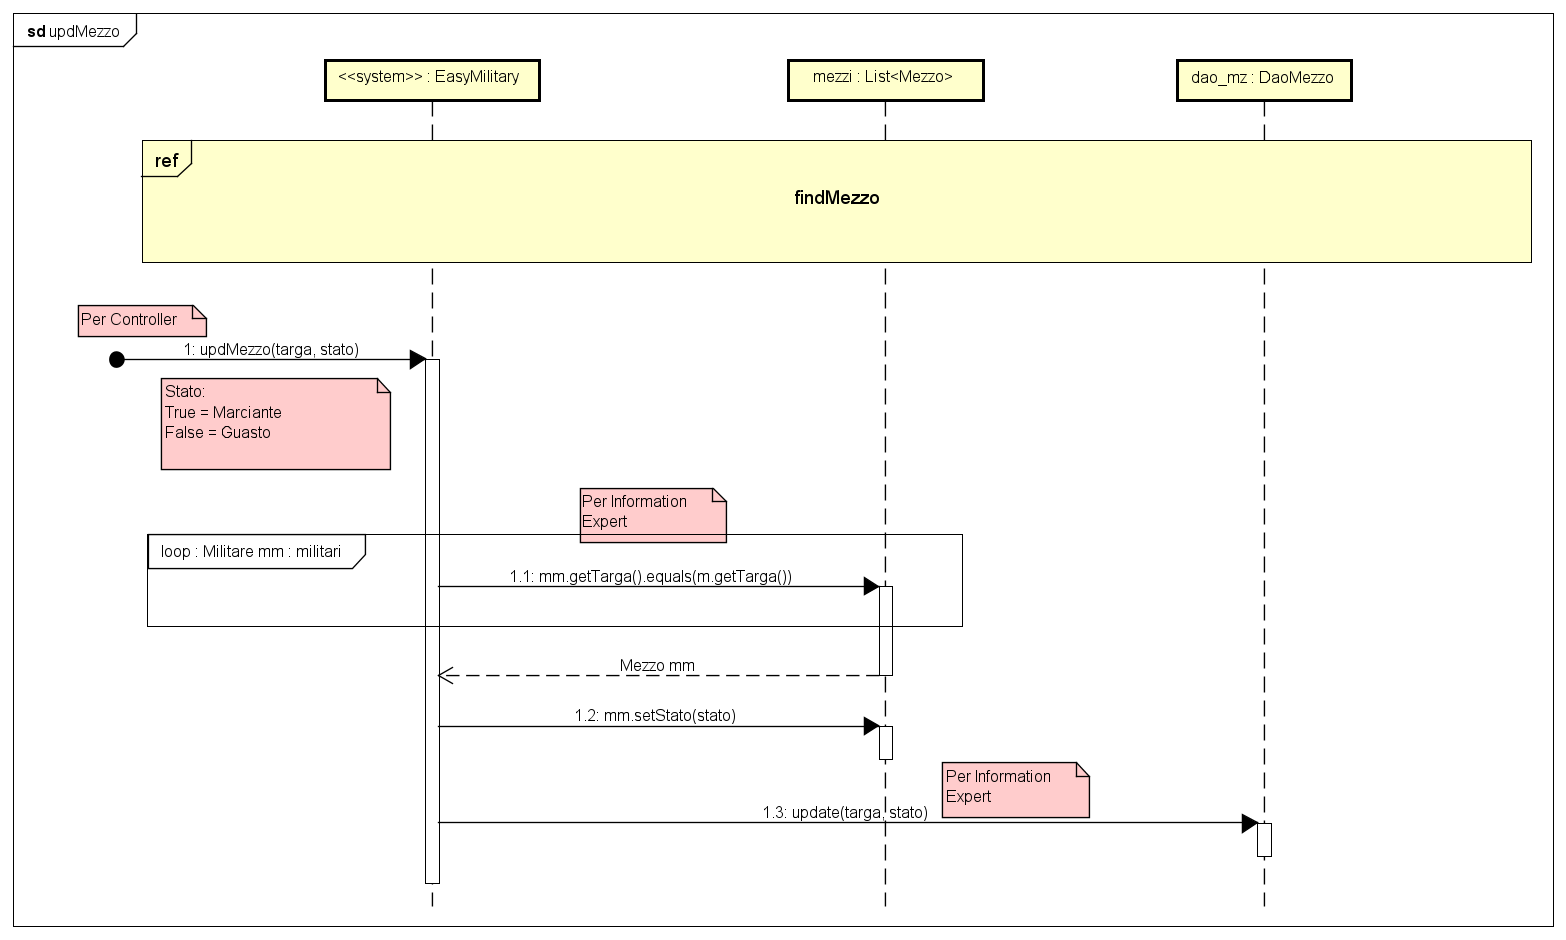 sd updMezzo
<<system>> : EasyMilitary
mezzi : List<Mezzo>
dao_mz : DaoMezzo
ref
findMezzo
Per Controller
1: updMezzo(targa, stato)
Stato:
True = Marciante
False = Guasto
Per Information
Expert
loop : Militare mm : militari
1.1: mm.getTarga().equals(m.getTarga())
Mezzo mm
1.2: mm.setStato(stato)
Per Information
Expert
1.3: update(targa, stato)